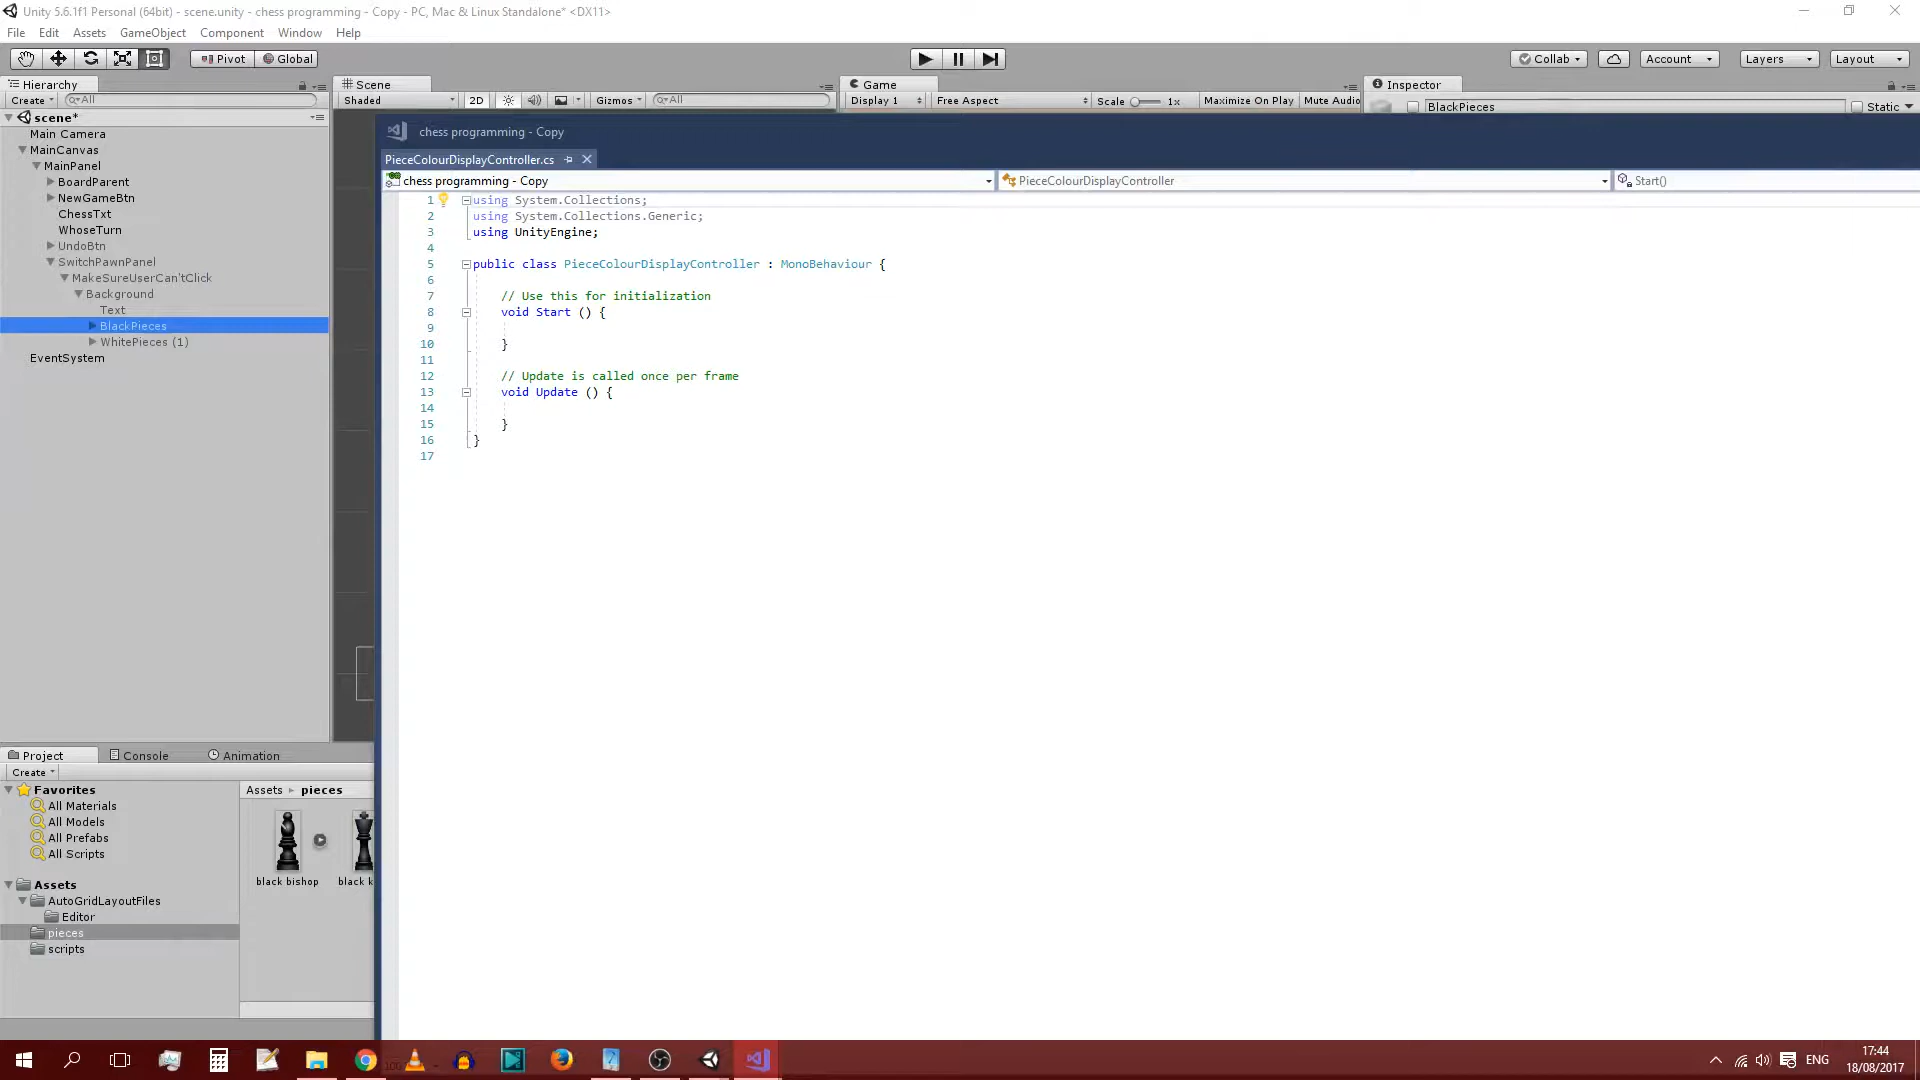 Unity 5.6.1f1 Personal (64bit) - scene.unity - chess programming - Copy - PC, Mac & Linux Standalone* <DX11>
File Edit Assets GameObject Component Window Help
Pivot Global Collab Account Layers Layout
Hierarchy Scene Game Inspector
Create All Shaded 2D Gizmos All Display 1 Free Aspect Scale 1x Maximize On Play Mute Audio BlackPieces Static
scene*
Main Camera
MainCanvas
MainPanel
BoardParent
NewGameBtn
ChessTxt
WhoseTurn
UndoBtn
SwitchPawnPanel
MakeSureUserCan'tClick
Background
Text
BlackPieces
WhitePieces (1)
EventSystem
chess programming - Copy
PieceColourDisplayController.cs
chess programming - Copy PieceColourDisplayController Start()
1 using System.Collections;
2 using System.Collections.Generic;
3 using UnityEngine;
4
5 public class PieceColourDisplayController : MonoBehaviour {
6
7 // Use this for initialization
8 void Start () {
9
10 }
11
12 // Update is called once per frame
13 void Update () {
14
15 }
16 }
17
Project Console Animation
Create
Favorites
All Materials
All Models
All Prefabs
All Scripts
Assets
AutoGridLayoutFiles
Editor
pieces
scripts
Assets pieces
black bishop black k
ENG 17:44
18/08/2017